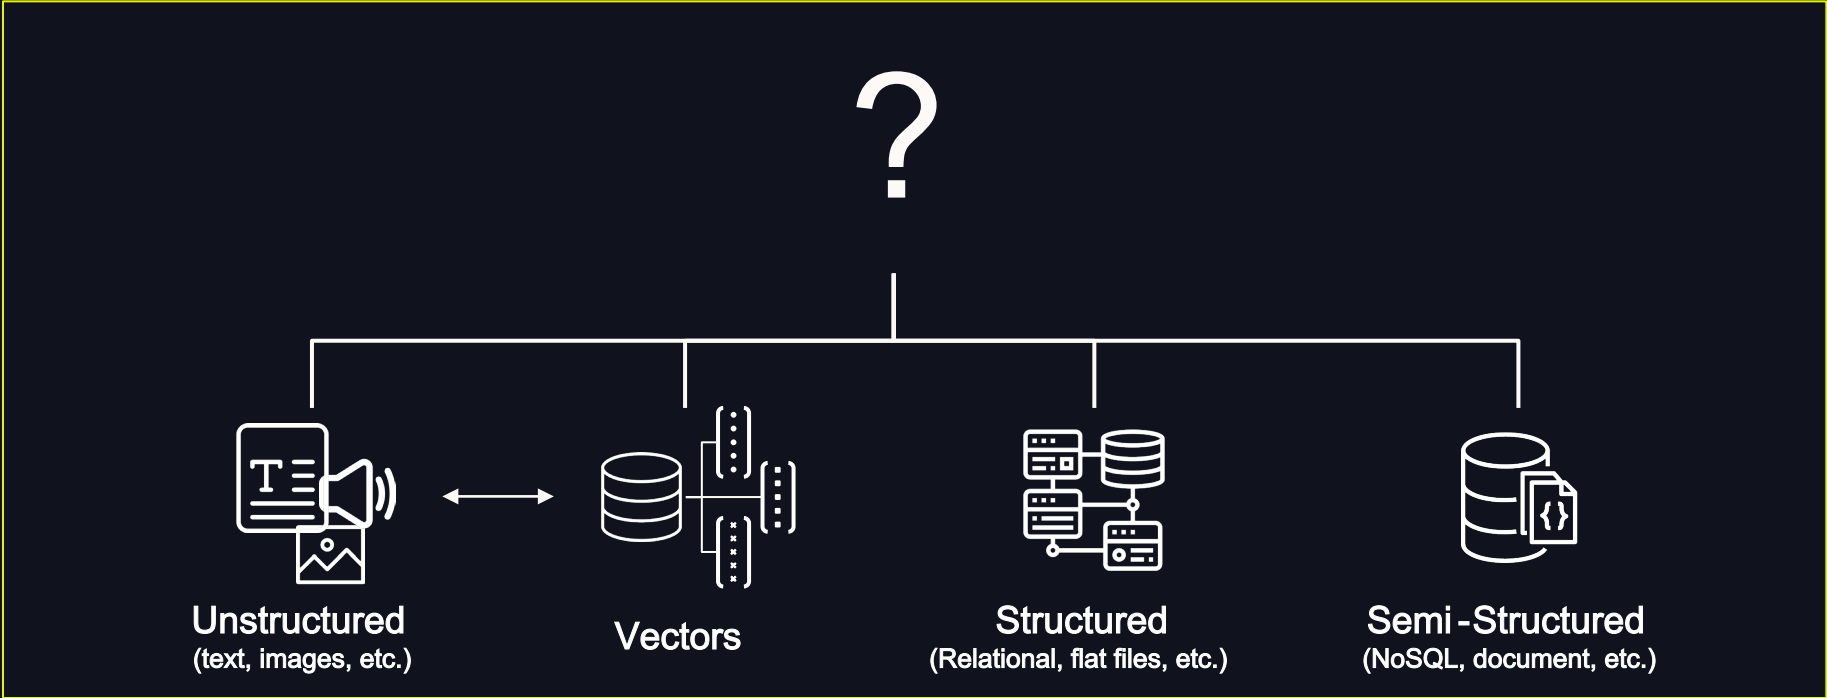 ?
T
{}
Unstructured
(text, images, etc.)
Vectors
Structured
(Relational, flat files, etc.)
Semi-Structured
(NoSQL, document, etc.)